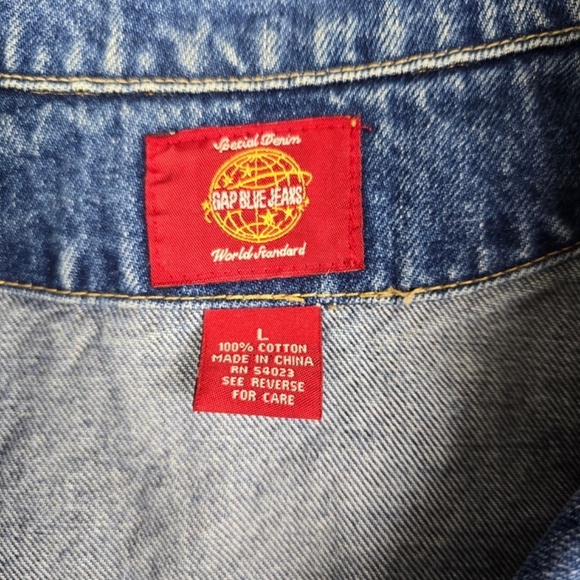 Special Denim
GAP BLUE JEANS
World Standard
L
100% COTTON
MADE IN CHINA
RN 54023
SEE REVERSE
FOR CARE